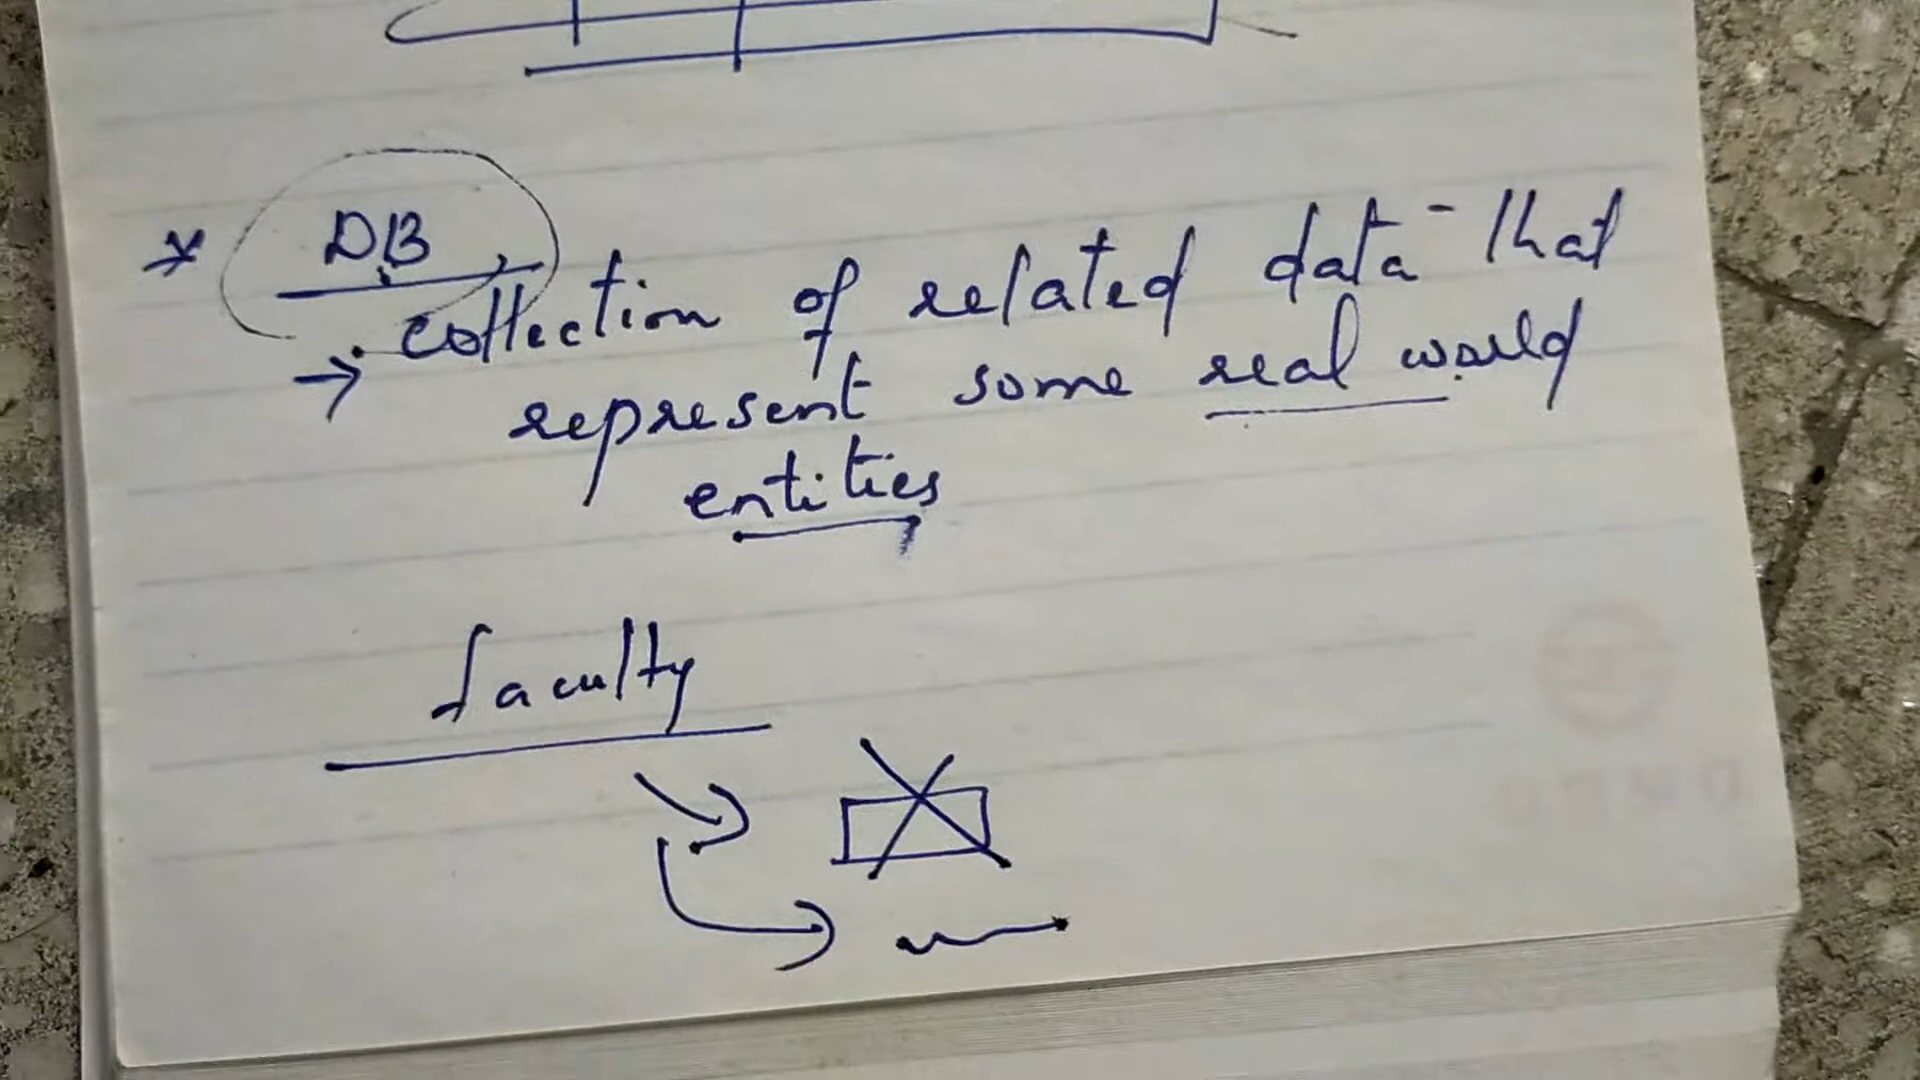 * DB
→ collection of related data - that
represent some real world
entities
faculty